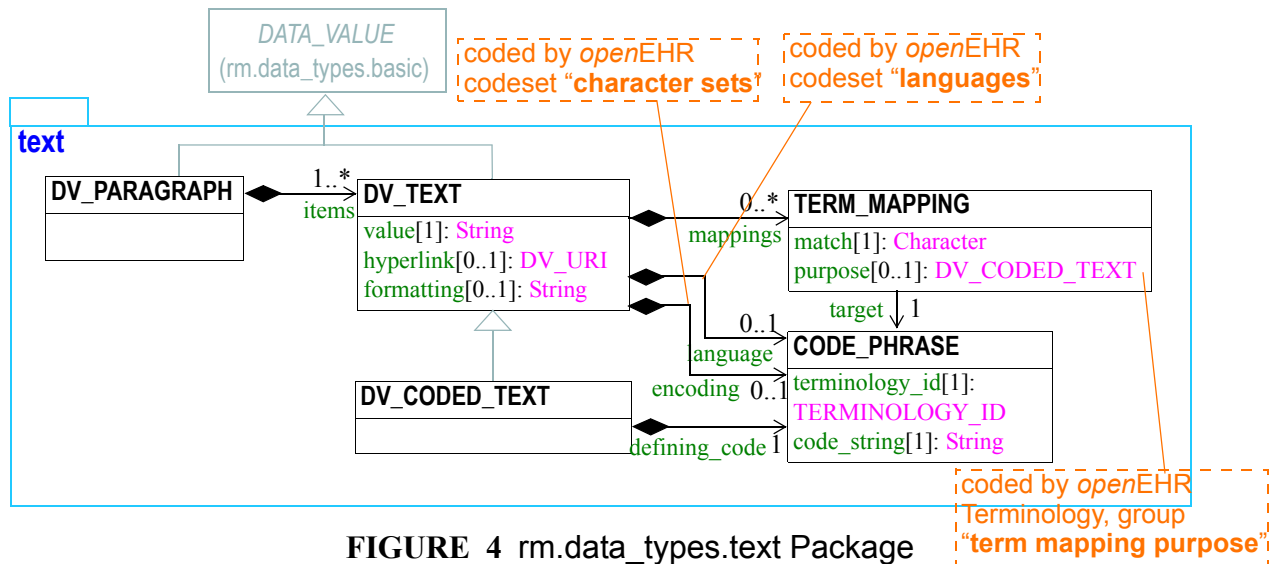 DATA_VALUE
(rm.data_types.basic)
coded by openEHR
codeset “character sets”
coded by openEHR
codeset “languages”
text
DV_PARAGRAPH
1..*
items
DV_TEXT
value[1]: String
hyperlink[0..1]: DV_URI
formatting[0..1]: String
0..*
mappings
TERM_MAPPING
match[1]: Character
purpose[0..1]: DV_CODED_TEXT
target
1
0..1
language
encoding
0..1
CODE_PHRASE
terminology_id[1]:
TERMINOLOGY_ID
code_string[1]: String
DV_CODED_TEXT
defining_code
1
coded by openEHR
Terminology, group
“term mapping purpose”
FIGURE 4 rm.data_types.text Package